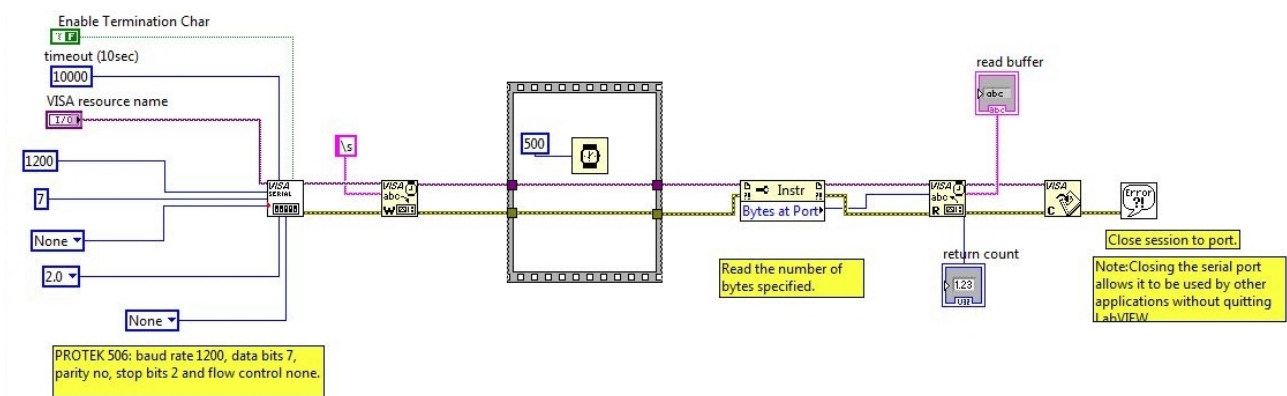 Enable Termination Char
T F
timeout (10sec)
10000
VISA resource name
I/O
1200
7
None
2.0
None
PROTEK 506: baud rate 1200, data bits 7,
parity no, stop bits 2 and flow control none.
VISA
SERIAL
\s
VISA
abc
W
500
Instr
Bytes at Port
Read the number of
bytes specified.
read buffer
abc
abc
VISA
abc
R
return count
1.23
U32
VISA
C
Error
?!
Close session to port.
Note:Closing the serial port
allows it to be used by other
applications without quitting
LabVIEW